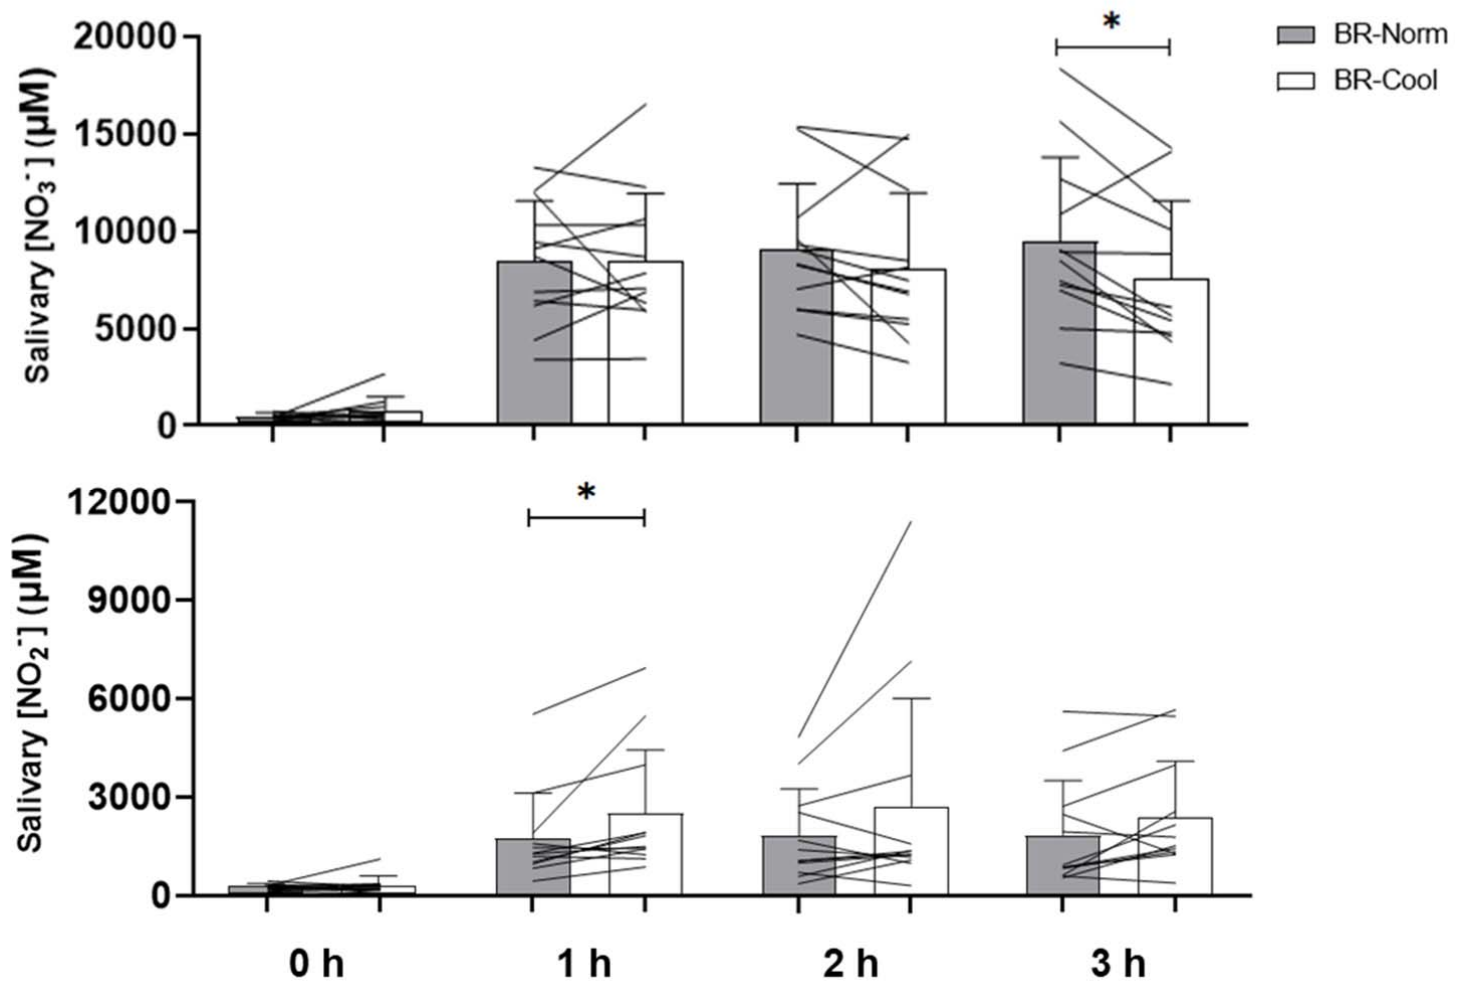 *
BR-Norm
BR-Cool
Salivary [NO₃⁻] (µM)
20000
15000
10000
5000
0
*
Salivary [NO₂⁻] (µM)
12000
9000
6000
3000
0
0 h
1 h
2 h
3 h